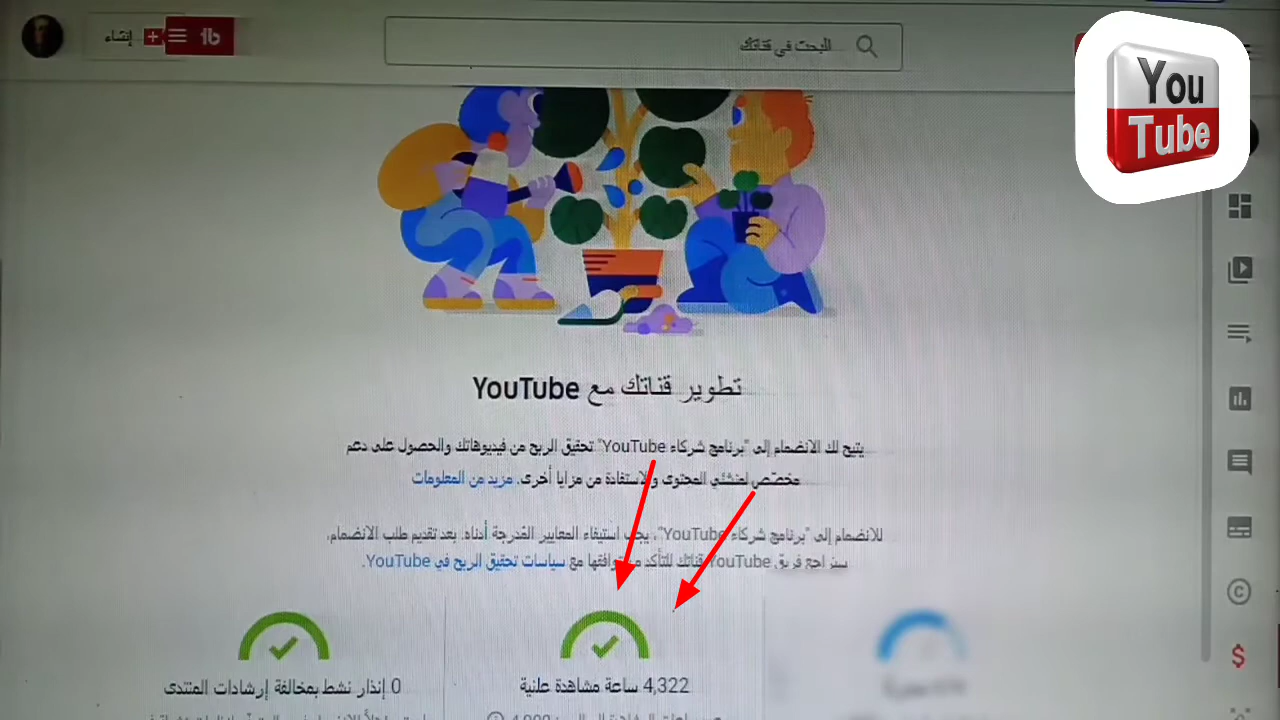 إنشاء
البحث في قناتك
You
Tube
تطوير قناتك مع YouTube
يتيح لك الانضمام إلى "برنامج شركاء YouTube" تحقيق الربح من فيديوهاتك والحصول على دعم
مخصّص لمنشئي المحتوى والاستفادة من مزايا أخرى. مزيد من المعلومات
للانضمام إلى "برنامج شركاء YouTube"، يجب استيفاء المعايير المُدرجة أدناه. بعد تقديم طلب الانضمام،
سيراجع فريق YouTube قناتك للتأكد من توافقها مع سياسات تحقيق الربح في YouTube.
4,322 ساعة مشاهدة علنية
0 إنذار نشط بمخالفة إرشادات المنتدى